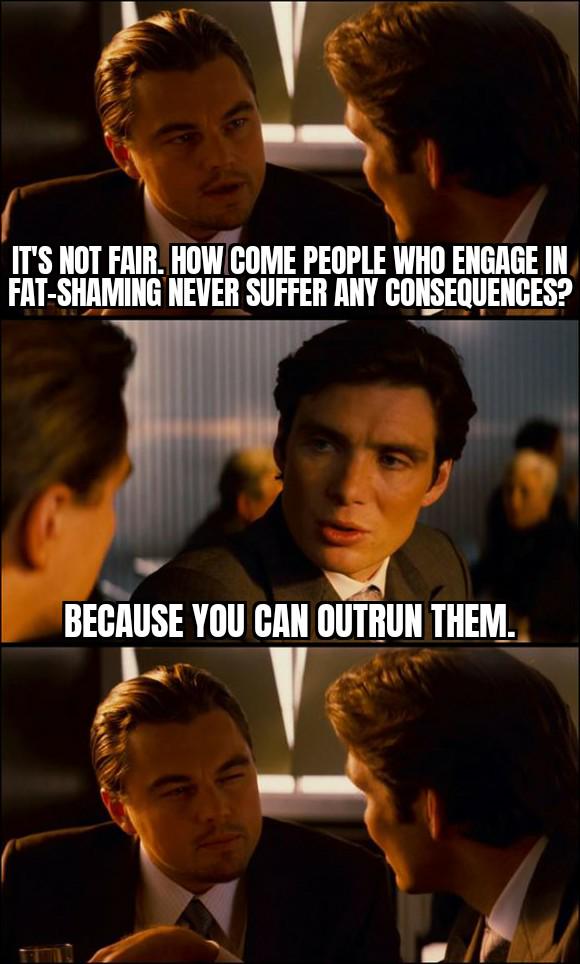 IT'S NOT FAIR. HOW COME PEOPLE WHO ENGAGE IN
FAT-SHAMING NEVER SUFFER ANY CONSEQUENCES?
BECAUSE YOU CAN OUTRUN THEM.